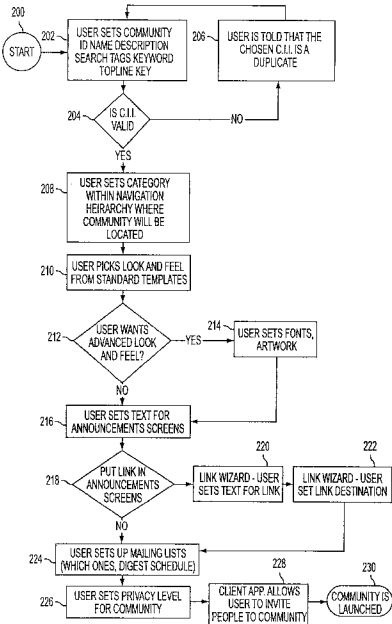 200
START
202
USER SETS COMMUNITY
ID NAME DESCRIPTION
SEARCH TAGS KEYWORD
TOPLINE KEY
206
USER IS TOLD THAT THE
CHOSEN C.I.I. IS A
DUPLICATE
204
IS C.I.I.
VALID
NO
YES
208
USER SETS CATEGORY
WITHIN NAVIGATION
HEIRARCHY WHERE
COMMUNITY WILL BE
LOCATED
210
USER PICKS LOOK AND FEEL
FROM STANDARD TEMPLATES
212
USER WANTS
ADVANCED LOOK
AND FEEL?
YES
214
USER SETS FONTS,
ARTWORK
NO
216
USER SETS TEXT FOR
ANNOUNCEMENTS SCREENS
218
PUT LINK IN
ANNOUNCEMENTS
SCREENS
220
LINK WIZARD - USER
SETS TEXT FOR LINK
222
LINK WIZARD - USER
SET LINK DESTINATION
NO
224
USER SETS UP MAILING LISTS
(WHICH ONES, DIGEST SCHEDULE)
226
USER SETS PRIVACY LEVEL
FOR COMMUNITY
228
CLIENT APP. ALLOWS
USER TO INVITE
PEOPLE TO COMMUNITY
230
COMMUNITY IS
LAUNCHED